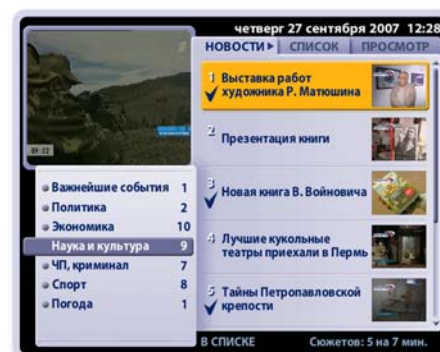 четверг 27 сентября 2007 12:28
НОВОСТИ СПИСОК ПРОСМОТР
1 Выставка работ
художника Р. Матюшина
2 Презентация книги
3 Новая книга В. Войновича
4 Лучшие кукольные
театры приехали в Пермь
5 Тайны Петропавловской
крепости
Важнейшие события 1
Политика 2
Экономика 10
Наука и культура 9
ЧП, криминал 7
Спорт 8
Погода 1
В СПИСКЕ Сюжетов: 5 на 7 мин.